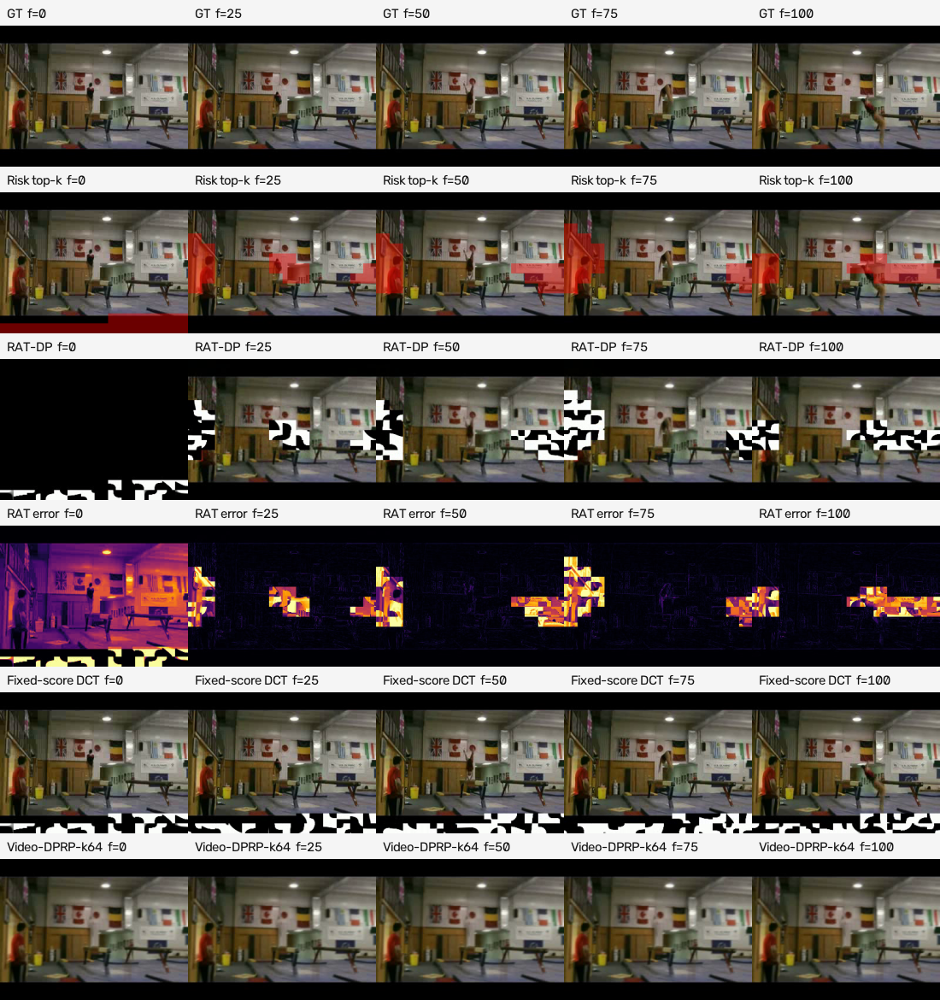 GT f=0 GT f=25 GT f=50 GT f=75 GT f=100
Risk top-k f=0 Risk top-k f=25 Risk top-k f=50 Risk top-k f=75 Risk top-k f=100
RAT-DP f=0 RAT-DP f=25 RAT-DP f=50 RAT-DP f=75 RAT-DP f=100
RAT error f=0 RAT error f=25 RAT error f=50 RAT error f=75 RAT error f=100
Fixed-score DCT f=0 Fixed-score DCT f=25 Fixed-score DCT f=50 Fixed-score DCT f=75 Fixed-score DCT f=100
Video-DPRP-k64 f=0 Video-DPRP-k64 f=25 Video-DPRP-k64 f=50 Video-DPRP-k64 f=75 Video-DPRP-k64 f=100